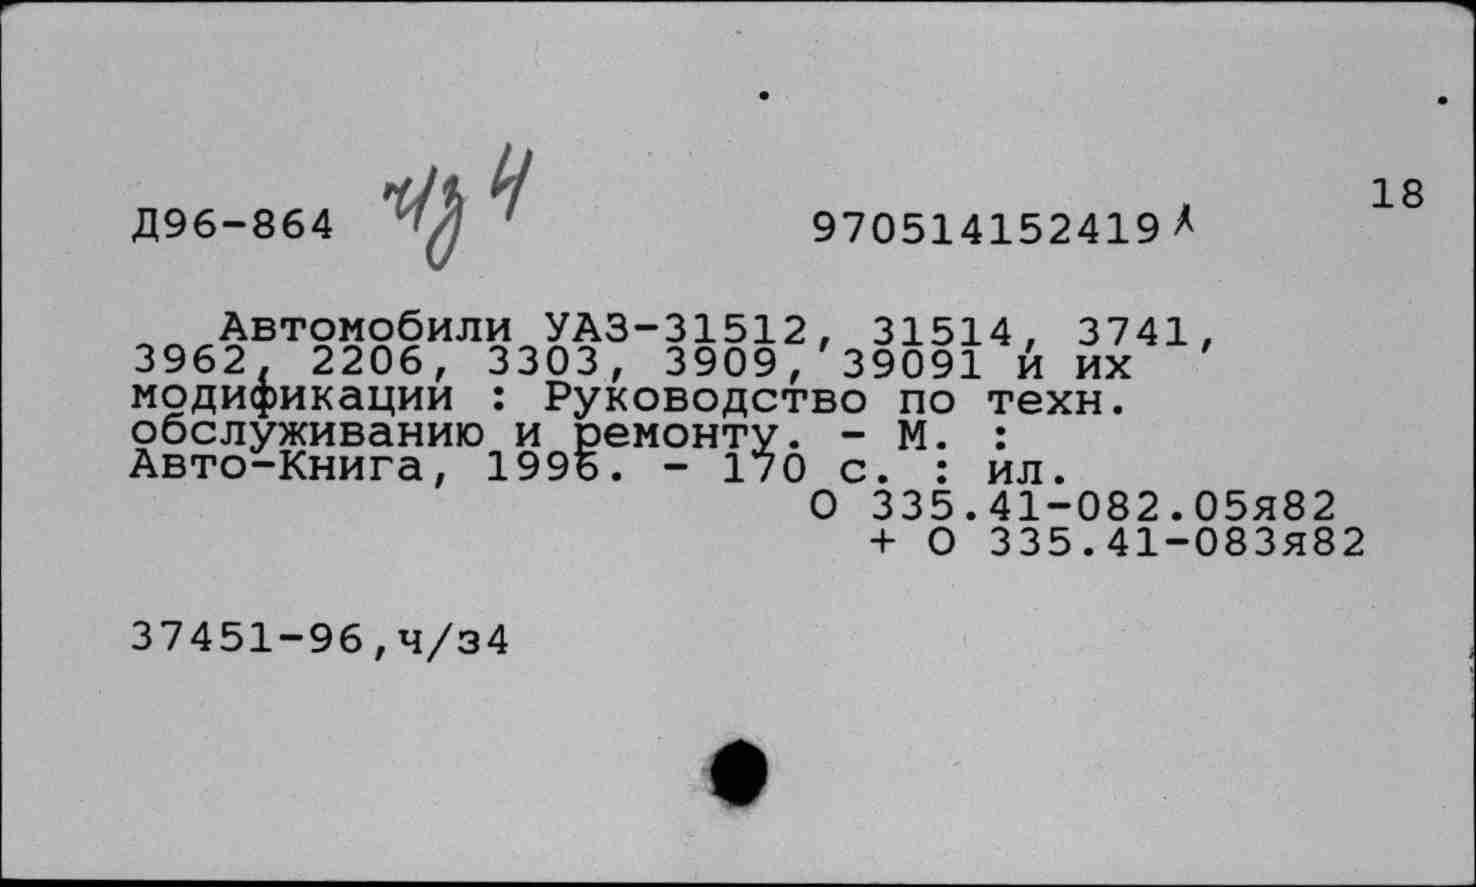 18
Д96-864 ч/з 4 970514152419
Автомобили УАЗ-31512, 31514, 3741,
3962, 2206, 3303, 3909, 39091 и их
модификации : Руководство по техн.
обслуживанию и ремонту. - М. :
Авто-Книга, 1996. - 170 с. : ил.
О 335.41-082.05я82
+ О 335.41-083я82
37451-96,ч/з4